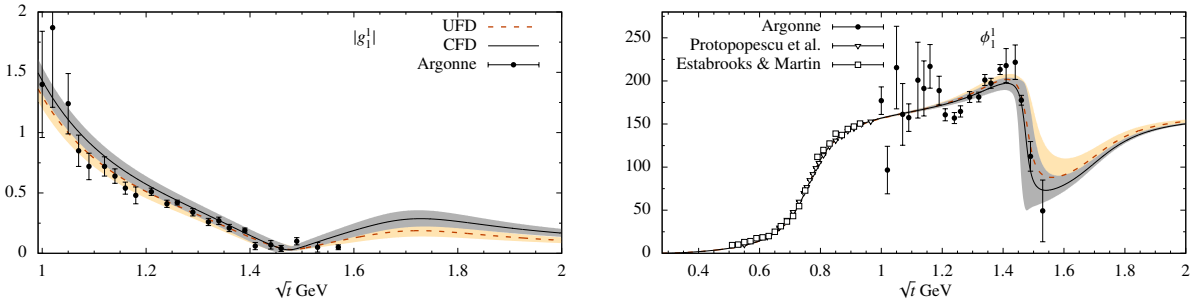 2
1.5
1
0.5
0
1
1.2
1.4
1.6
1.8
2
√t GeV
|g¹₁|
UFD
CFD
Argonne
250
200
150
100
50
0
0.4
0.6
0.8
1
1.2
1.4
1.6
1.8
2
√t GeV
Argonne
Protopopescu et al.
Estabrooks & Martin
ϕ¹₁